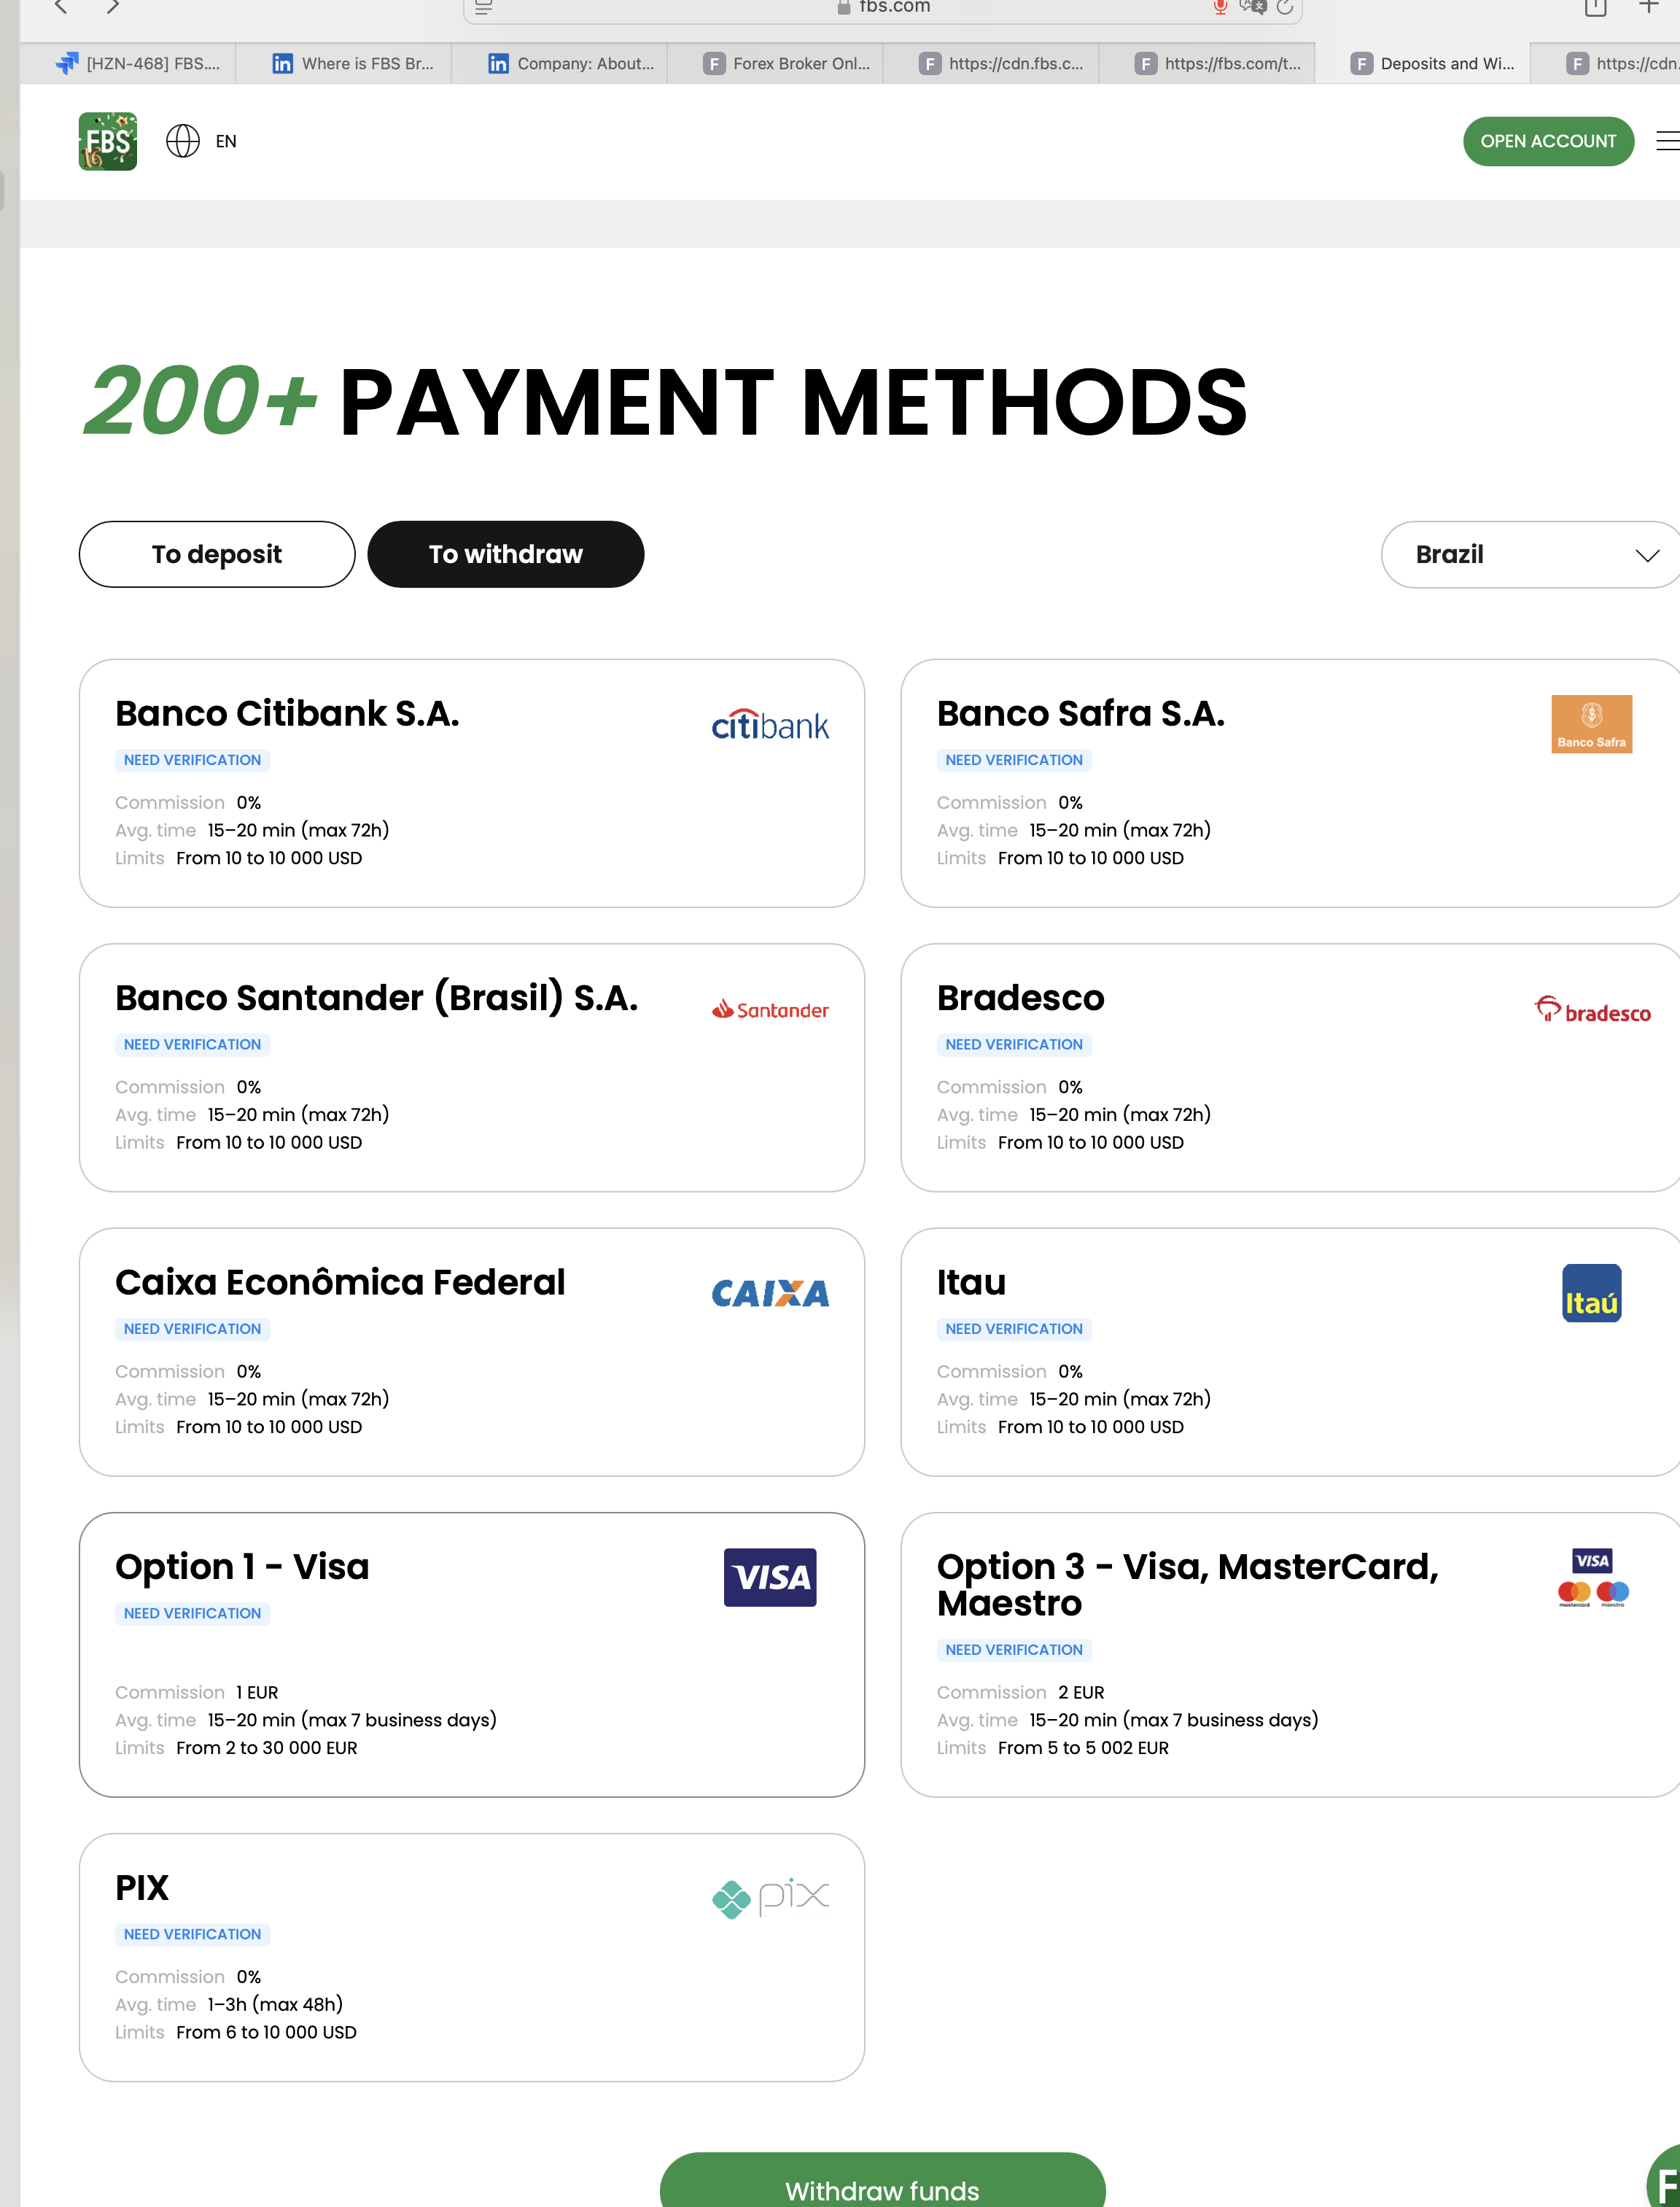 fbs.com
[HZN-468] FBS....
in
Where is FBS Br...
in
Company: About...
F
Forex Broker Onl...
F
https://cdn.fbs.c...
F
https://fbs.com/t...
F
Deposits and Wi...
F
https://cdn.
FBS
16
EN
OPEN ACCOUNT
200+ PAYMENT METHODS
To deposit
To withdraw
Brazil
Banco Citibank S.A.
citibank
NEED VERIFICATION
Commission 0%
Avg. time 15–20 min (max 72h)
Limits From 10 to 10 000 USD
Banco Safra S.A.
Banco Safra
NEED VERIFICATION
Commission 0%
Avg. time 15–20 min (max 72h)
Limits From 10 to 10 000 USD
Banco Santander (Brasil) S.A.
Santander
NEED VERIFICATION
Commission 0%
Avg. time 15–20 min (max 72h)
Limits From 10 to 10 000 USD
Bradesco
bradesco
NEED VERIFICATION
Commission 0%
Avg. time 15–20 min (max 72h)
Limits From 10 to 10 000 USD
Caixa Econômica Federal
CAIXA
NEED VERIFICATION
Commission 0%
Avg. time 15–20 min (max 72h)
Limits From 10 to 10 000 USD
Itau
Itaú
NEED VERIFICATION
Commission 0%
Avg. time 15–20 min (max 72h)
Limits From 10 to 10 000 USD
Option 1 – Visa
VISA
NEED VERIFICATION
Commission 1 EUR
Avg. time 15–20 min (max 7 business days)
Limits From 2 to 30 000 EUR
Option 3 – Visa, MasterCard,
Maestro
VISA
mastercard
maestro
NEED VERIFICATION
Commission 2 EUR
Avg. time 15–20 min (max 7 business days)
Limits From 5 to 5 002 EUR
PIX
pix
NEED VERIFICATION
Commission 0%
Avg. time 1–3h (max 48h)
Limits From 6 to 10 000 USD
Withdraw funds
F